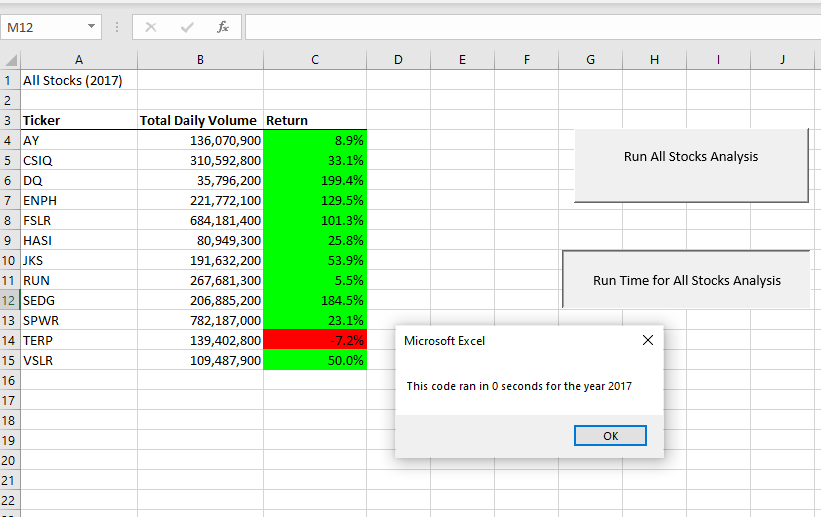 M12
fx
A B C D E F G H I J
1 All Stocks (2017)
2
3 Ticker Total Daily Volume Return
4 AY 136,070,900 8.9%
5 CSIQ 310,592,800 33.1%
Run All Stocks Analysis
6 DQ 35,796,200 199.4%
7 ENPH 221,772,100 129.5%
8 FSLR 684,181,400 101.3%
9 HASI 80,949,300 25.8%
10 JKS 191,632,200 53.9%
11 RUN 267,681,300 5.5%
Run Time for All Stocks Analysis
12 SEDG 206,885,200 184.5%
13 SPWR 782,187,000 23.1%
14 TERP 139,402,800 -7.2%
15 VSLR 109,487,900 50.0%
Microsoft Excel
This code ran in 0 seconds for the year 2017
OK
16
17
18
19
20
21
22